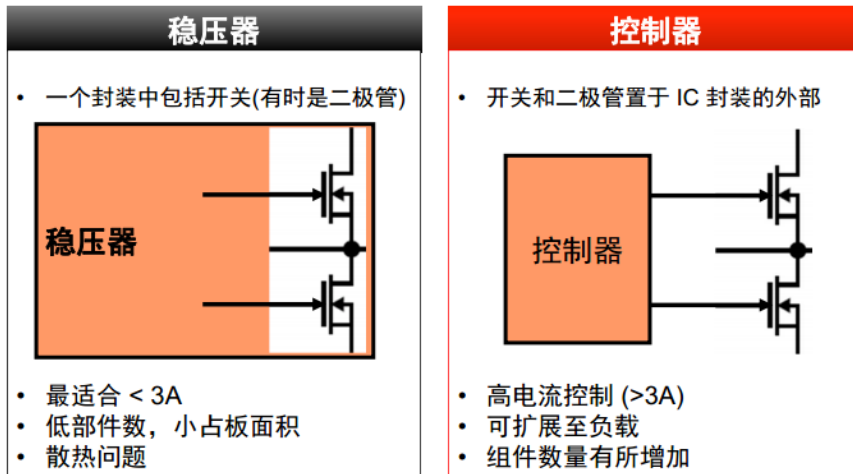 稳压器
• 一个封装中包括开关(有时是二极管)
稳压器
• 最适合 < 3A
• 低部件数，小占板面积
• 散热问题
控制器
• 开关和二极管置于 IC 封装的外部
控制器
• 高电流控制 (>3A)
• 可扩展至负载
• 组件数量有所增加